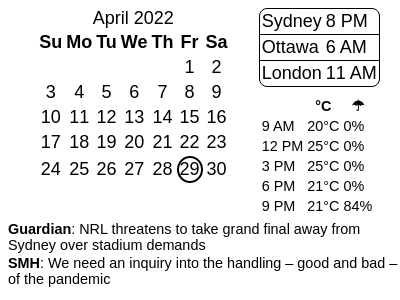 April 2022
Su Mo Tu We Th Fr Sa
1 2
3 4 5 6 7 8 9
10 11 12 13 14 15 16
17 18 19 20 21 22 23
24 25 26 27 28 29 30
Sydney 8 PM
Ottawa 6 AM
London 11 AM
°C ☂
9 AM 20°C 0%
12 PM 25°C 0%
3 PM 25°C 0%
6 PM 21°C 0%
9 PM 21°C 84%
Guardian: NRL threatens to take grand final away from
Sydney over stadium demands
SMH: We need an inquiry into the handling – good and bad –
of the pandemic